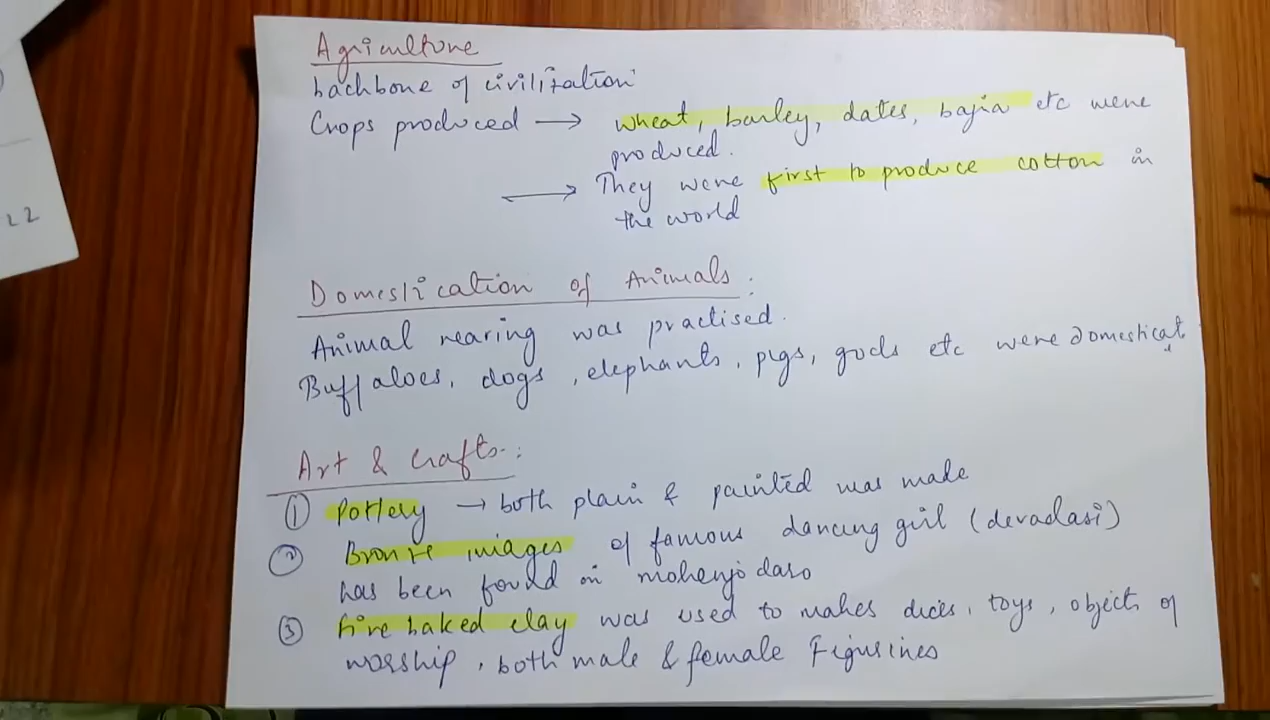 Agriculture
backbone of civilization
Crops produced → wheat, barley, dates, bajra etc were
produced.
→ They were first to produce cotton in
the world
22
Domestication of Animals :
Animal rearing was practised.
Buffaloes, dogs, elephants, pigs, gods etc were domesticat
Art & Crafts :
① Pottery → both plain & painted was made
② Bronze images of famous dancing girl (devadasi)
has been found in mohenjodaro
③ fire baked clay was used to makes dices, toys, objects of
worship, both male & female Figurines